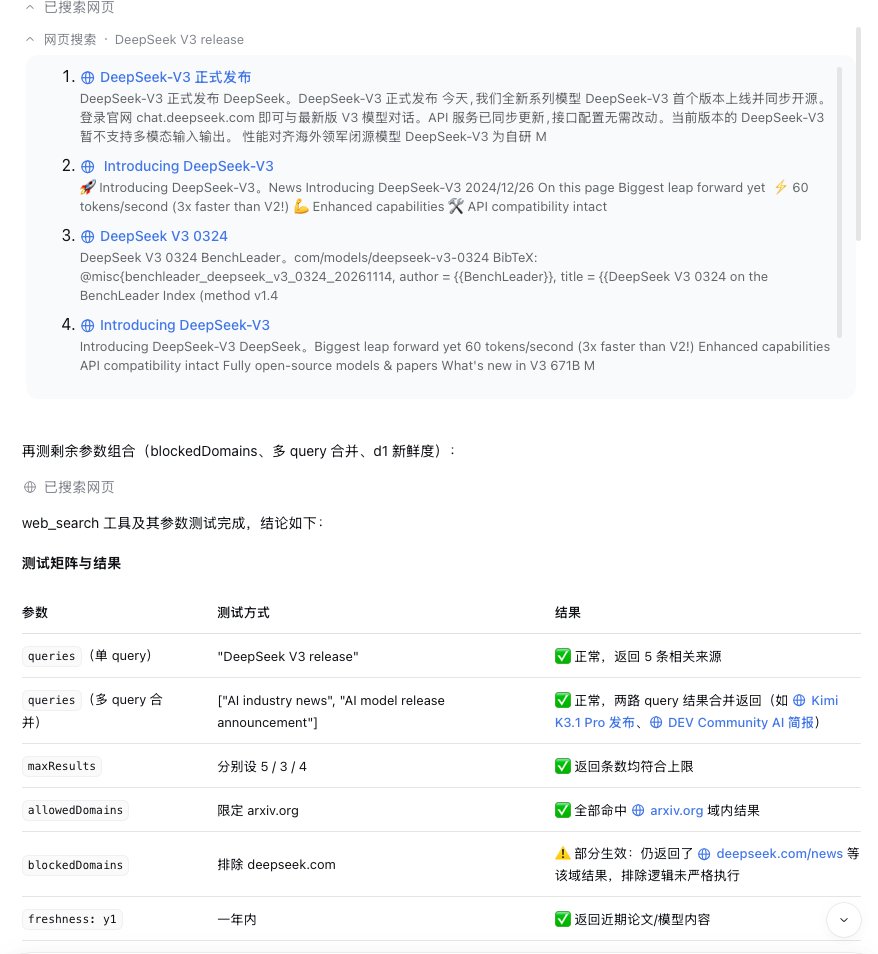 已搜索网页
网页搜索 · DeepSeek V3 release
1. DeepSeek-V3 正式发布
DeepSeek-V3 正式发布 DeepSeek。DeepSeek-V3 正式发布 今天，我们全新系列模型 DeepSeek-V3 首个版本上线并同步开源。
登录官网 chat.deepseek.com 即可与最新版 V3 模型对话。API 服务已同步更新，接口配置无需改动。当前版本的 DeepSeek-V3
暂不支持多模态输入输出。 性能对齐海外领军闭源模型 DeepSeek-V3 为自研 M
2. Introducing DeepSeek-V3
🚀 Introducing DeepSeek-V3。News Introducing DeepSeek-V3 2024/12/26 On this page Biggest leap forward yet ⚡ 60
tokens/second (3x faster than V2!) 💪 Enhanced capabilities 🛠 API compatibility intact
3. DeepSeek V3 0324
DeepSeek V3 0324 BenchLeader。com/models/deepseek-v3-0324 BibTeX:
@misc{benchleader_deepseek_v3_0324_20261114, author = {{BenchLeader}}, title = {{DeepSeek V3 0324 on the
BenchLeader Index (method v1.4
4. Introducing DeepSeek-V3
Introducing DeepSeek-V3 DeepSeek。Biggest leap forward yet 60 tokens/second (3x faster than V2!) Enhanced capabilities
API compatibility intact Fully open-source models & papers What's new in V3 671B M
再测剩余参数组合（blockedDomains、多 query 合并、d1 新鲜度）：
已搜索网页
web_search 工具及其参数测试完成，结论如下：
测试矩阵与结果
参数 测试方式 结果
queries （单 query） "DeepSeek V3 release" ✅ 正常，返回 5 条相关来源
queries （多 query 合 ["AI industry news", "AI model release ✅ 正常，两路 query 结果合并返回（如 Kimi
并） announcement"] K3.1 Pro 发布、 DEV Community AI 简报）
maxResults 分别设 5 / 3 / 4 ✅ 返回条数均符合上限
allowedDomains 限定 arxiv.org ✅ 全部命中 arxiv.org 域内结果
blockedDomains 排除 deepseek.com ⚠️ 部分生效：仍返回了 deepseek.com/news 等
该域结果，排除逻辑未严格执行
freshness: y1 一年内 ✅ 返回近期论文/模型内容